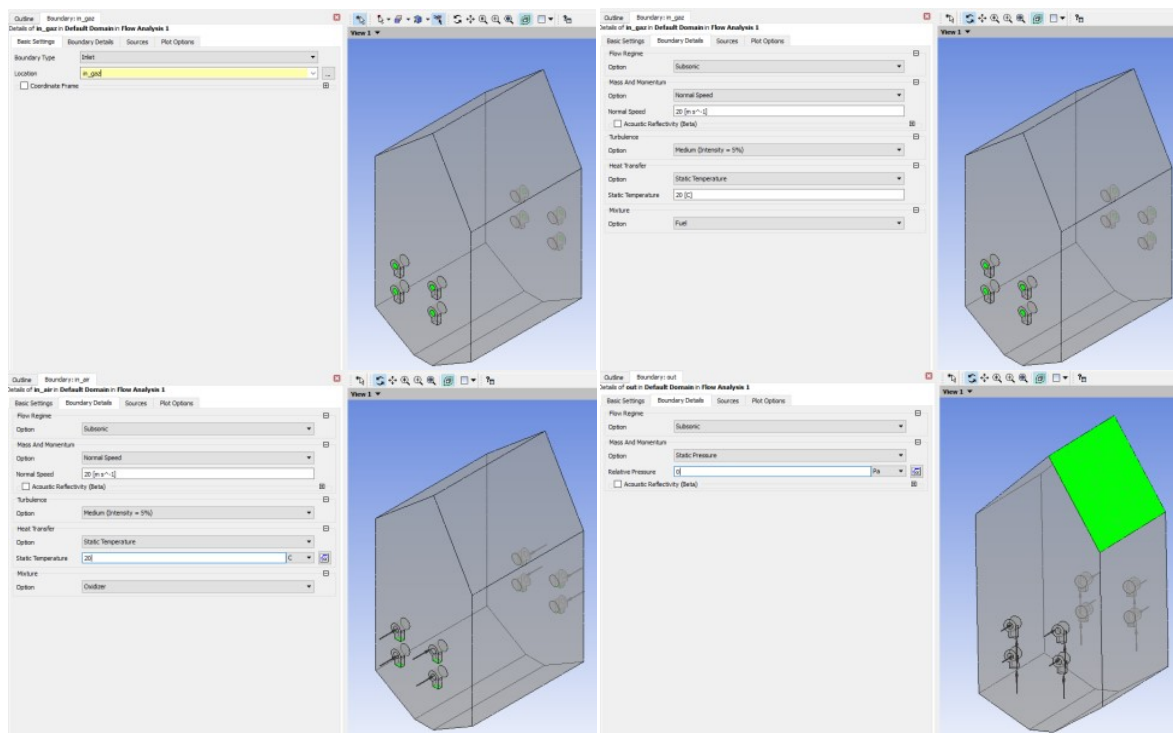 Outline Boundary: in_gaz
Details of in_gaz in Default Domain in Flow Analysis 1
Basic Settings Boundary Details Sources Plot Options
Boundary Type Inlet
Location in_gaz
Coordinate Frame
View 1
Outline Boundary: in_gaz
Details of in_gaz in Default Domain in Flow Analysis 1
Basic Settings Boundary Details Sources Plot Options
Flow Regime
Option Subsonic
Mass And Momentum
Option Normal Speed
Normal Speed 20 [m s^-1]
Acoustic Reflectivity (Beta)
Turbulence
Option Medium (Intensity = 5%)
Heat Transfer
Option Static Temperature
Static Temperature 20 [C]
Mixture
Option Fuel
View 1
Outline Boundary: in_air
Details of in_air in Default Domain in Flow Analysis 1
Basic Settings Boundary Details Sources Plot Options
Flow Regime
Option Subsonic
Mass And Momentum
Option Normal Speed
Normal Speed 20 [m s^-1]
Acoustic Reflectivity (Beta)
Turbulence
Option Medium (Intensity = 5%)
Heat Transfer
Option Static Temperature
Static Temperature 20 C
Mixture
Option Oxidizer
View 1
Outline Boundary: out
Details of out in Default Domain in Flow Analysis 1
Basic Settings Boundary Details Sources Plot Options
Flow Regime
Option Subsonic
Mass And Momentum
Option Static Pressure
Relative Pressure 0 Pa
Acoustic Reflectivity (Beta)
View 1